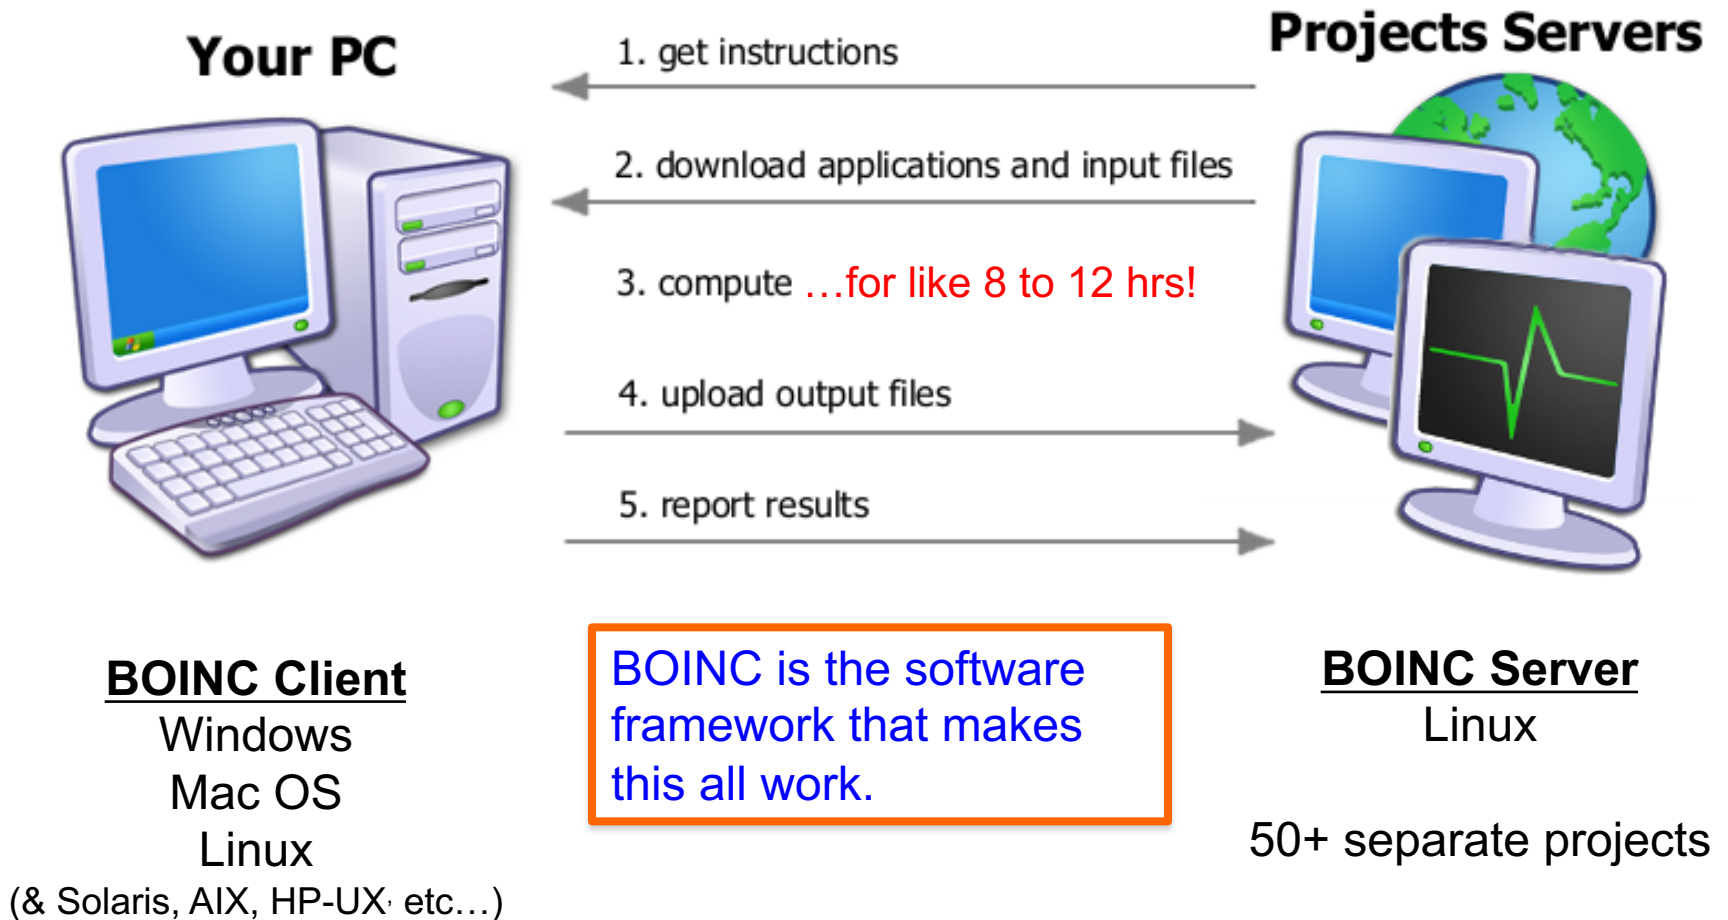 Your PC
Projects Servers
1. get instructions
2. download applications and input files
3. compute …for like 8 to 12 hrs!
4. upload output files
5. report results
BOINC Client
Windows
Mac OS
Linux
(& Solaris, AIX, HP-UX, etc…)
BOINC is the software
framework that makes
this all work.
BOINC Server
Linux
50+ separate projects